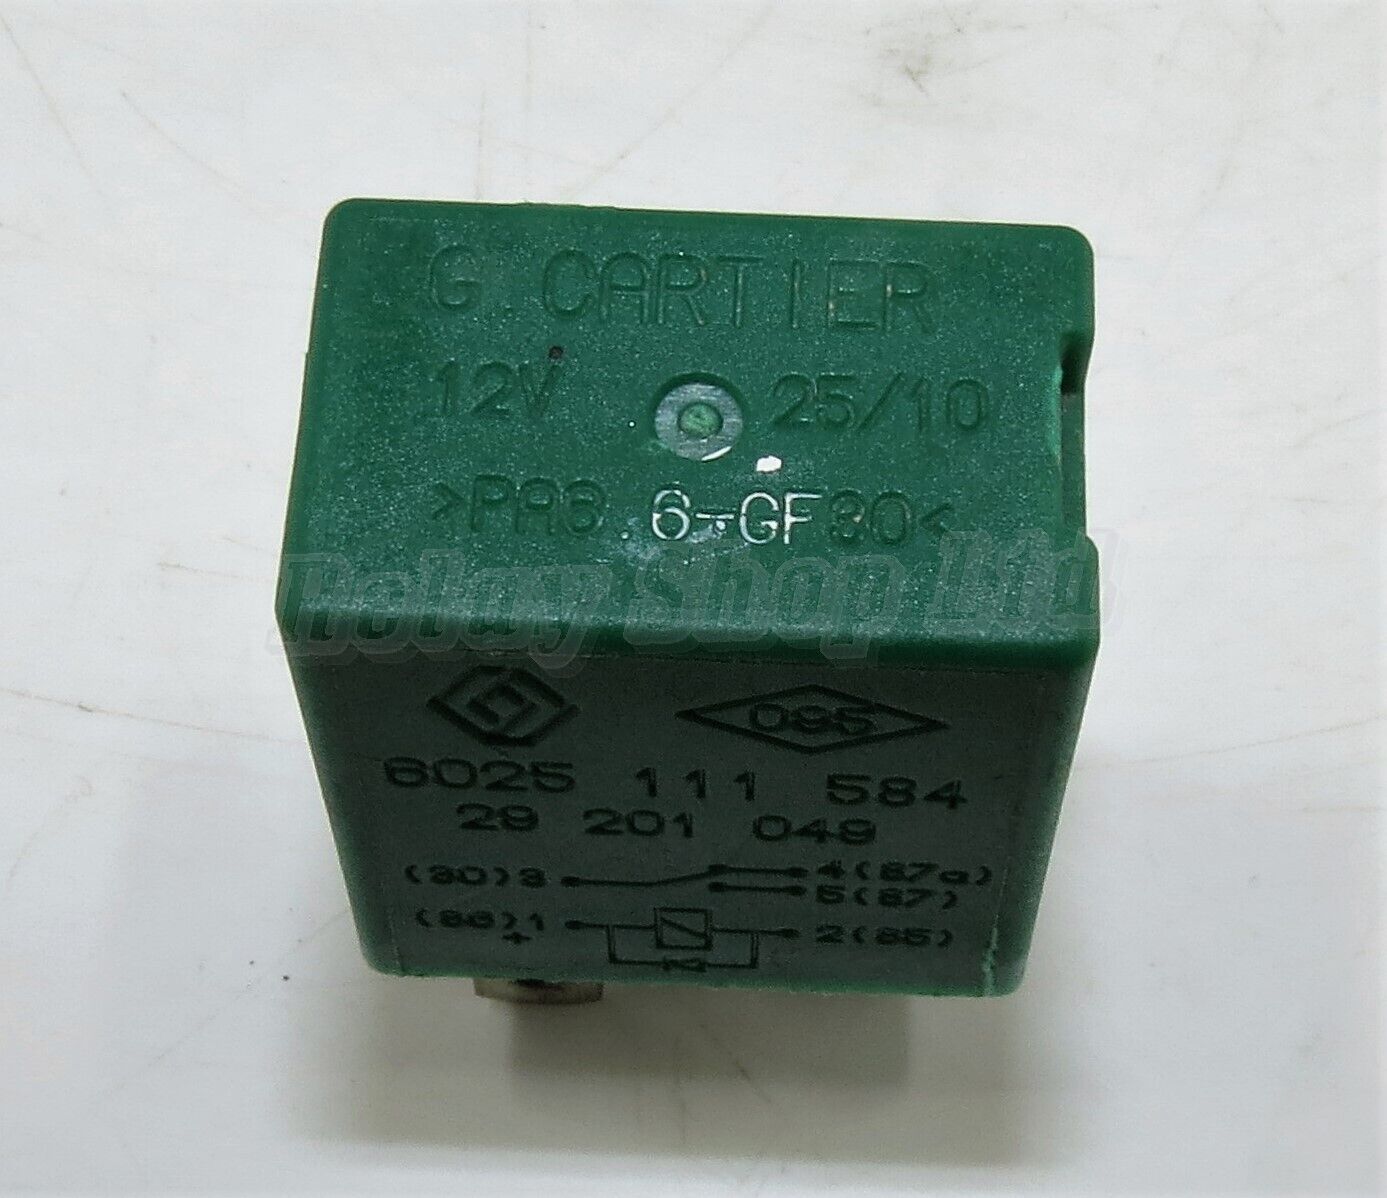 G CARTIER
12V 25/10
>PA6.6-GF30<
Relay Shop Ltd
095
6025 111 584
29 201 049
(30)3 4(87a)
5(87)
(86)1 2(85)
+